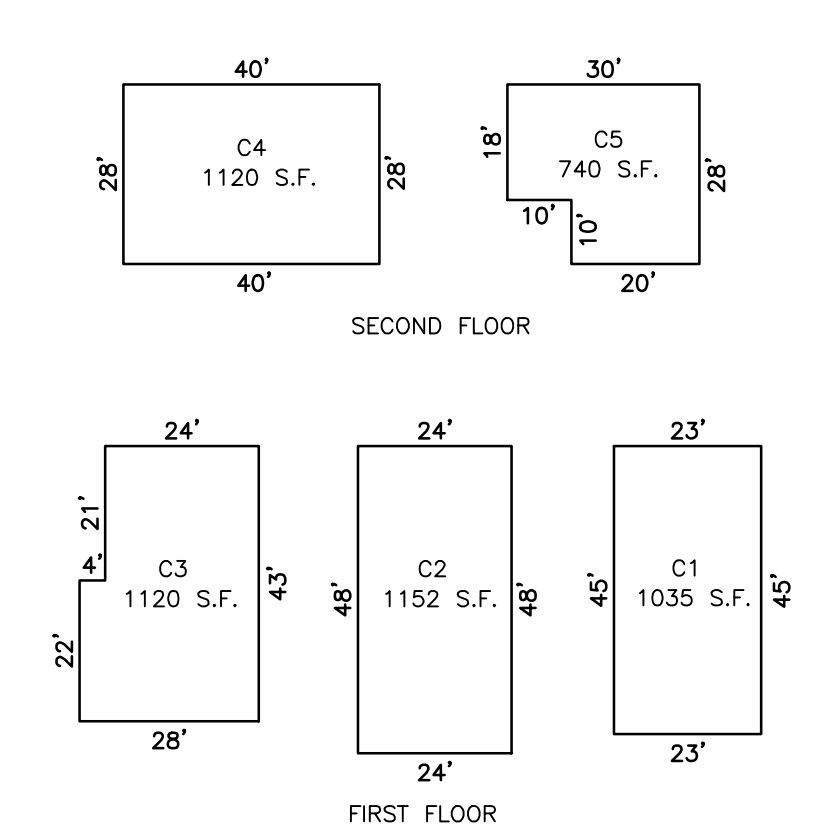 40'
30'
28'
C4
1120 S.F.
28'
18'
C5
740 S.F.
28'
10'
10'
40'
20'
SECOND FLOOR
24'
24'
23'
21'
4'
C3
1120 S.F.
43'
22'
28'
48'
C2
1152 S.F.
48'
24'
45'
C1
1035 S.F.
45'
23'
FIRST FLOOR